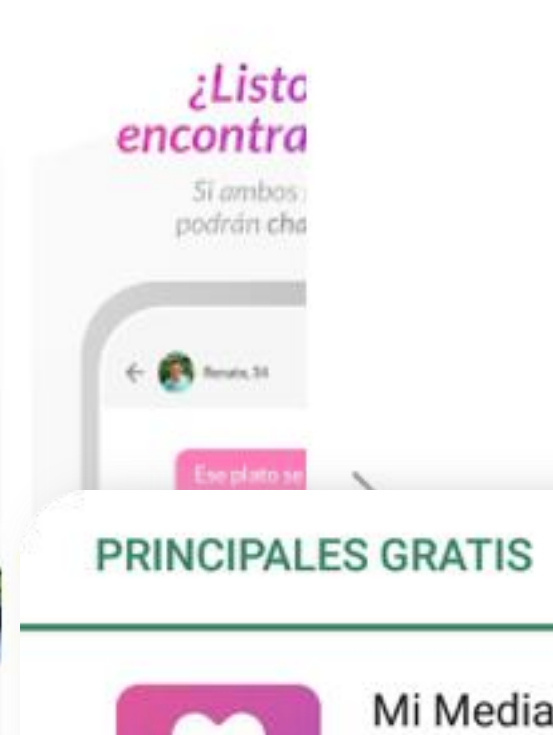 ¿Listo
encontra
Si ambos
podrán cha
Renato, 34
Ese plato se
PRINCIPALES GRATIS
Mi Media